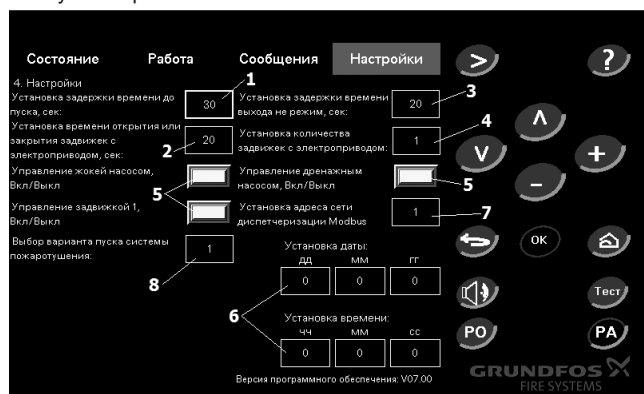 Состояние Работа Сообщения Настройки > ?
4. Настройки
1
Установка задержки времени до
пуска, сек:
30
Установка задержки времени
выхода не режим, сек:
20
3
Установка времени открытия или
закрытия задвижек с
электроприводом, сек:
2
20
Установка количества
задвижек с электроприводом:
1
4
Управление жокей насосом,
Вкл/Выкл
5
Управление дренажным
насосом, Вкл/Выкл
5
Управление задвижкой 1,
Вкл/Выкл
Установка адреса сети
диспетчеризации Modbus
1
7
Выбор варианта пуска системы
пожаротушения:
1
8
Установка даты:
дд мм гг
0 0 0
6
Установка времени:
чч мм сс
0 0 0
Версия программного обеспечения: V07.00
+
-
OK
Тест
PO PA
GRUNDFOS
FIRE SYSTEMS